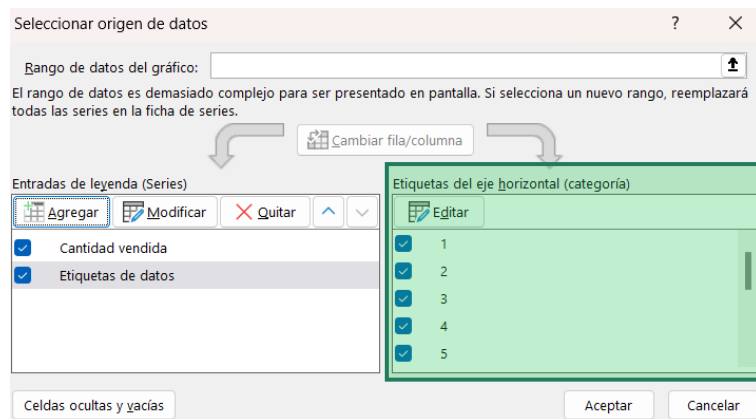 Seleccionar origen de datos ? ×
Rango de datos del gráfico:
El rango de datos es demasiado complejo para ser presentado en pantalla. Si selecciona un nuevo rango, reemplazará
todas las series en la ficha de series.
Cambiar fila/columna
Entradas de leyenda (Series)
Agregar Modificar Quitar
Cantidad vendida
Etiquetas de datos
Etiquetas del eje horizontal (categoría)
Editar
1
2
3
4
5
Celdas ocultas y vacías Aceptar Cancelar